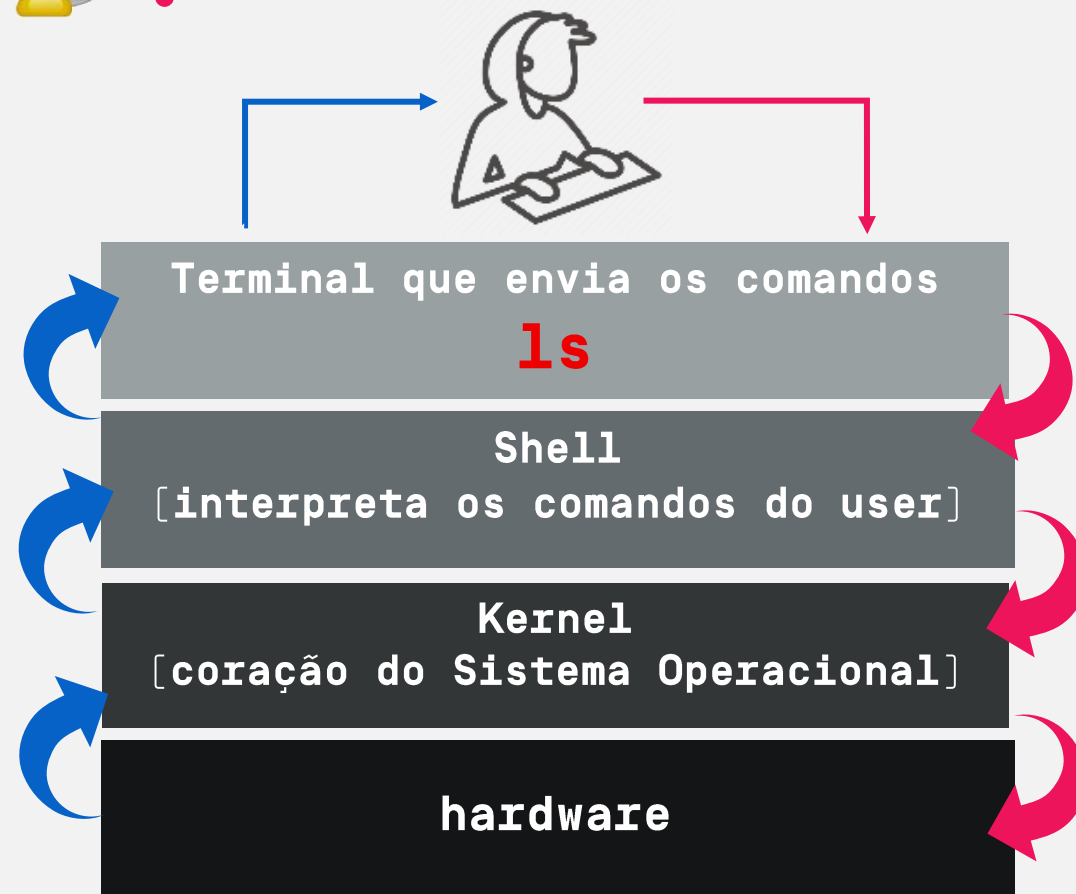 Terminal que envia os comandos
ls
Shell
[interpreta os comandos do user]
Kernel
[coração do Sistema Operacional]
hardware